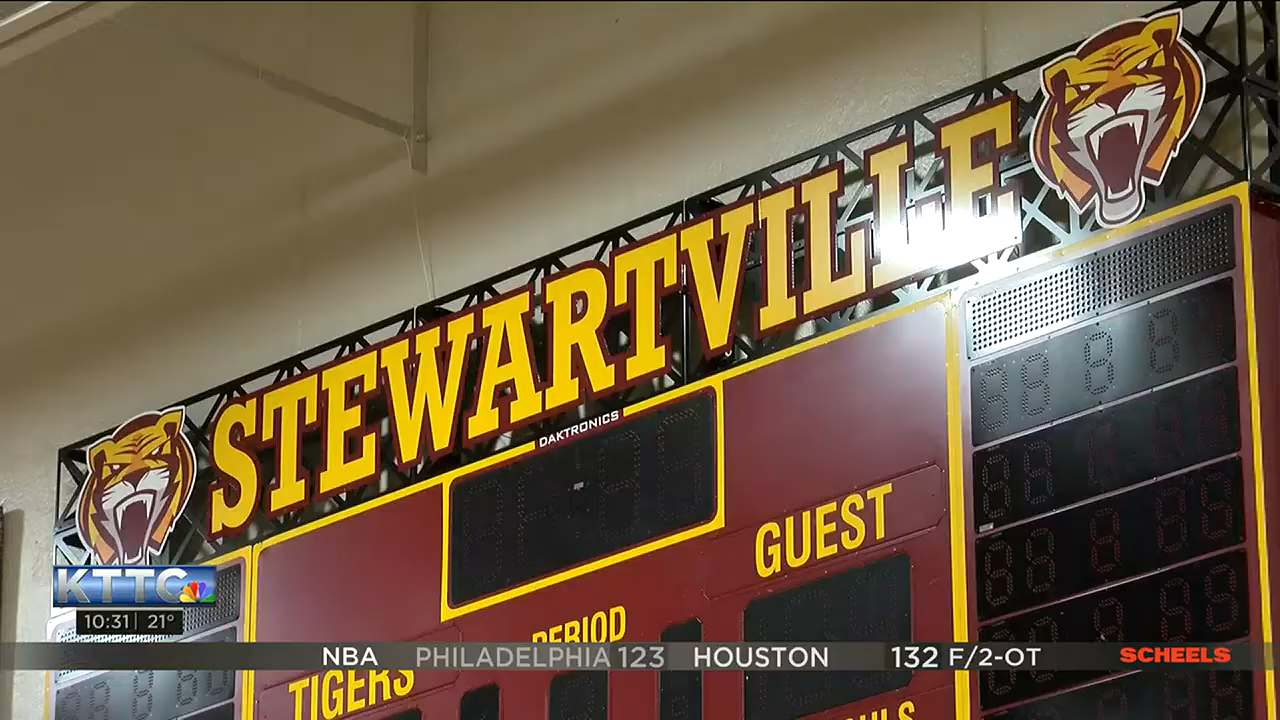 STEWARTVILLE
DAKTRONICS
GUEST
PERIOD
TIGERS
KTTC
10:31 21°
NBA PHILADELPHIA 123 HOUSTON 132 F/2-OT SCHEELS